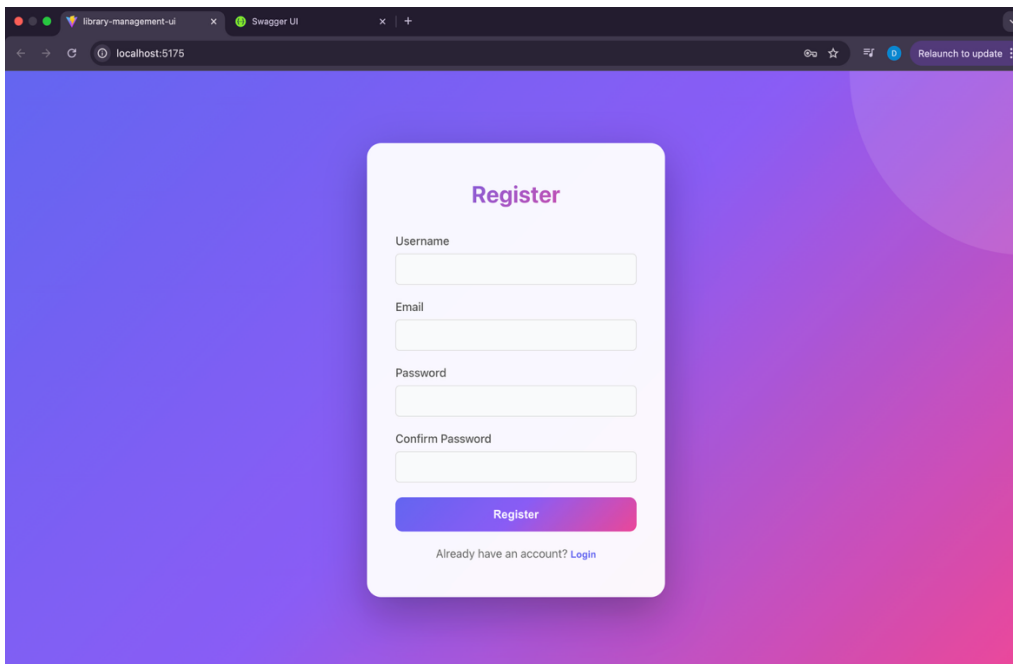 library-management-ui
Swagger UI
localhost:5175
D
Relaunch to update
Register
Username
Email
Password
Confirm Password
Register
Already have an account? Login